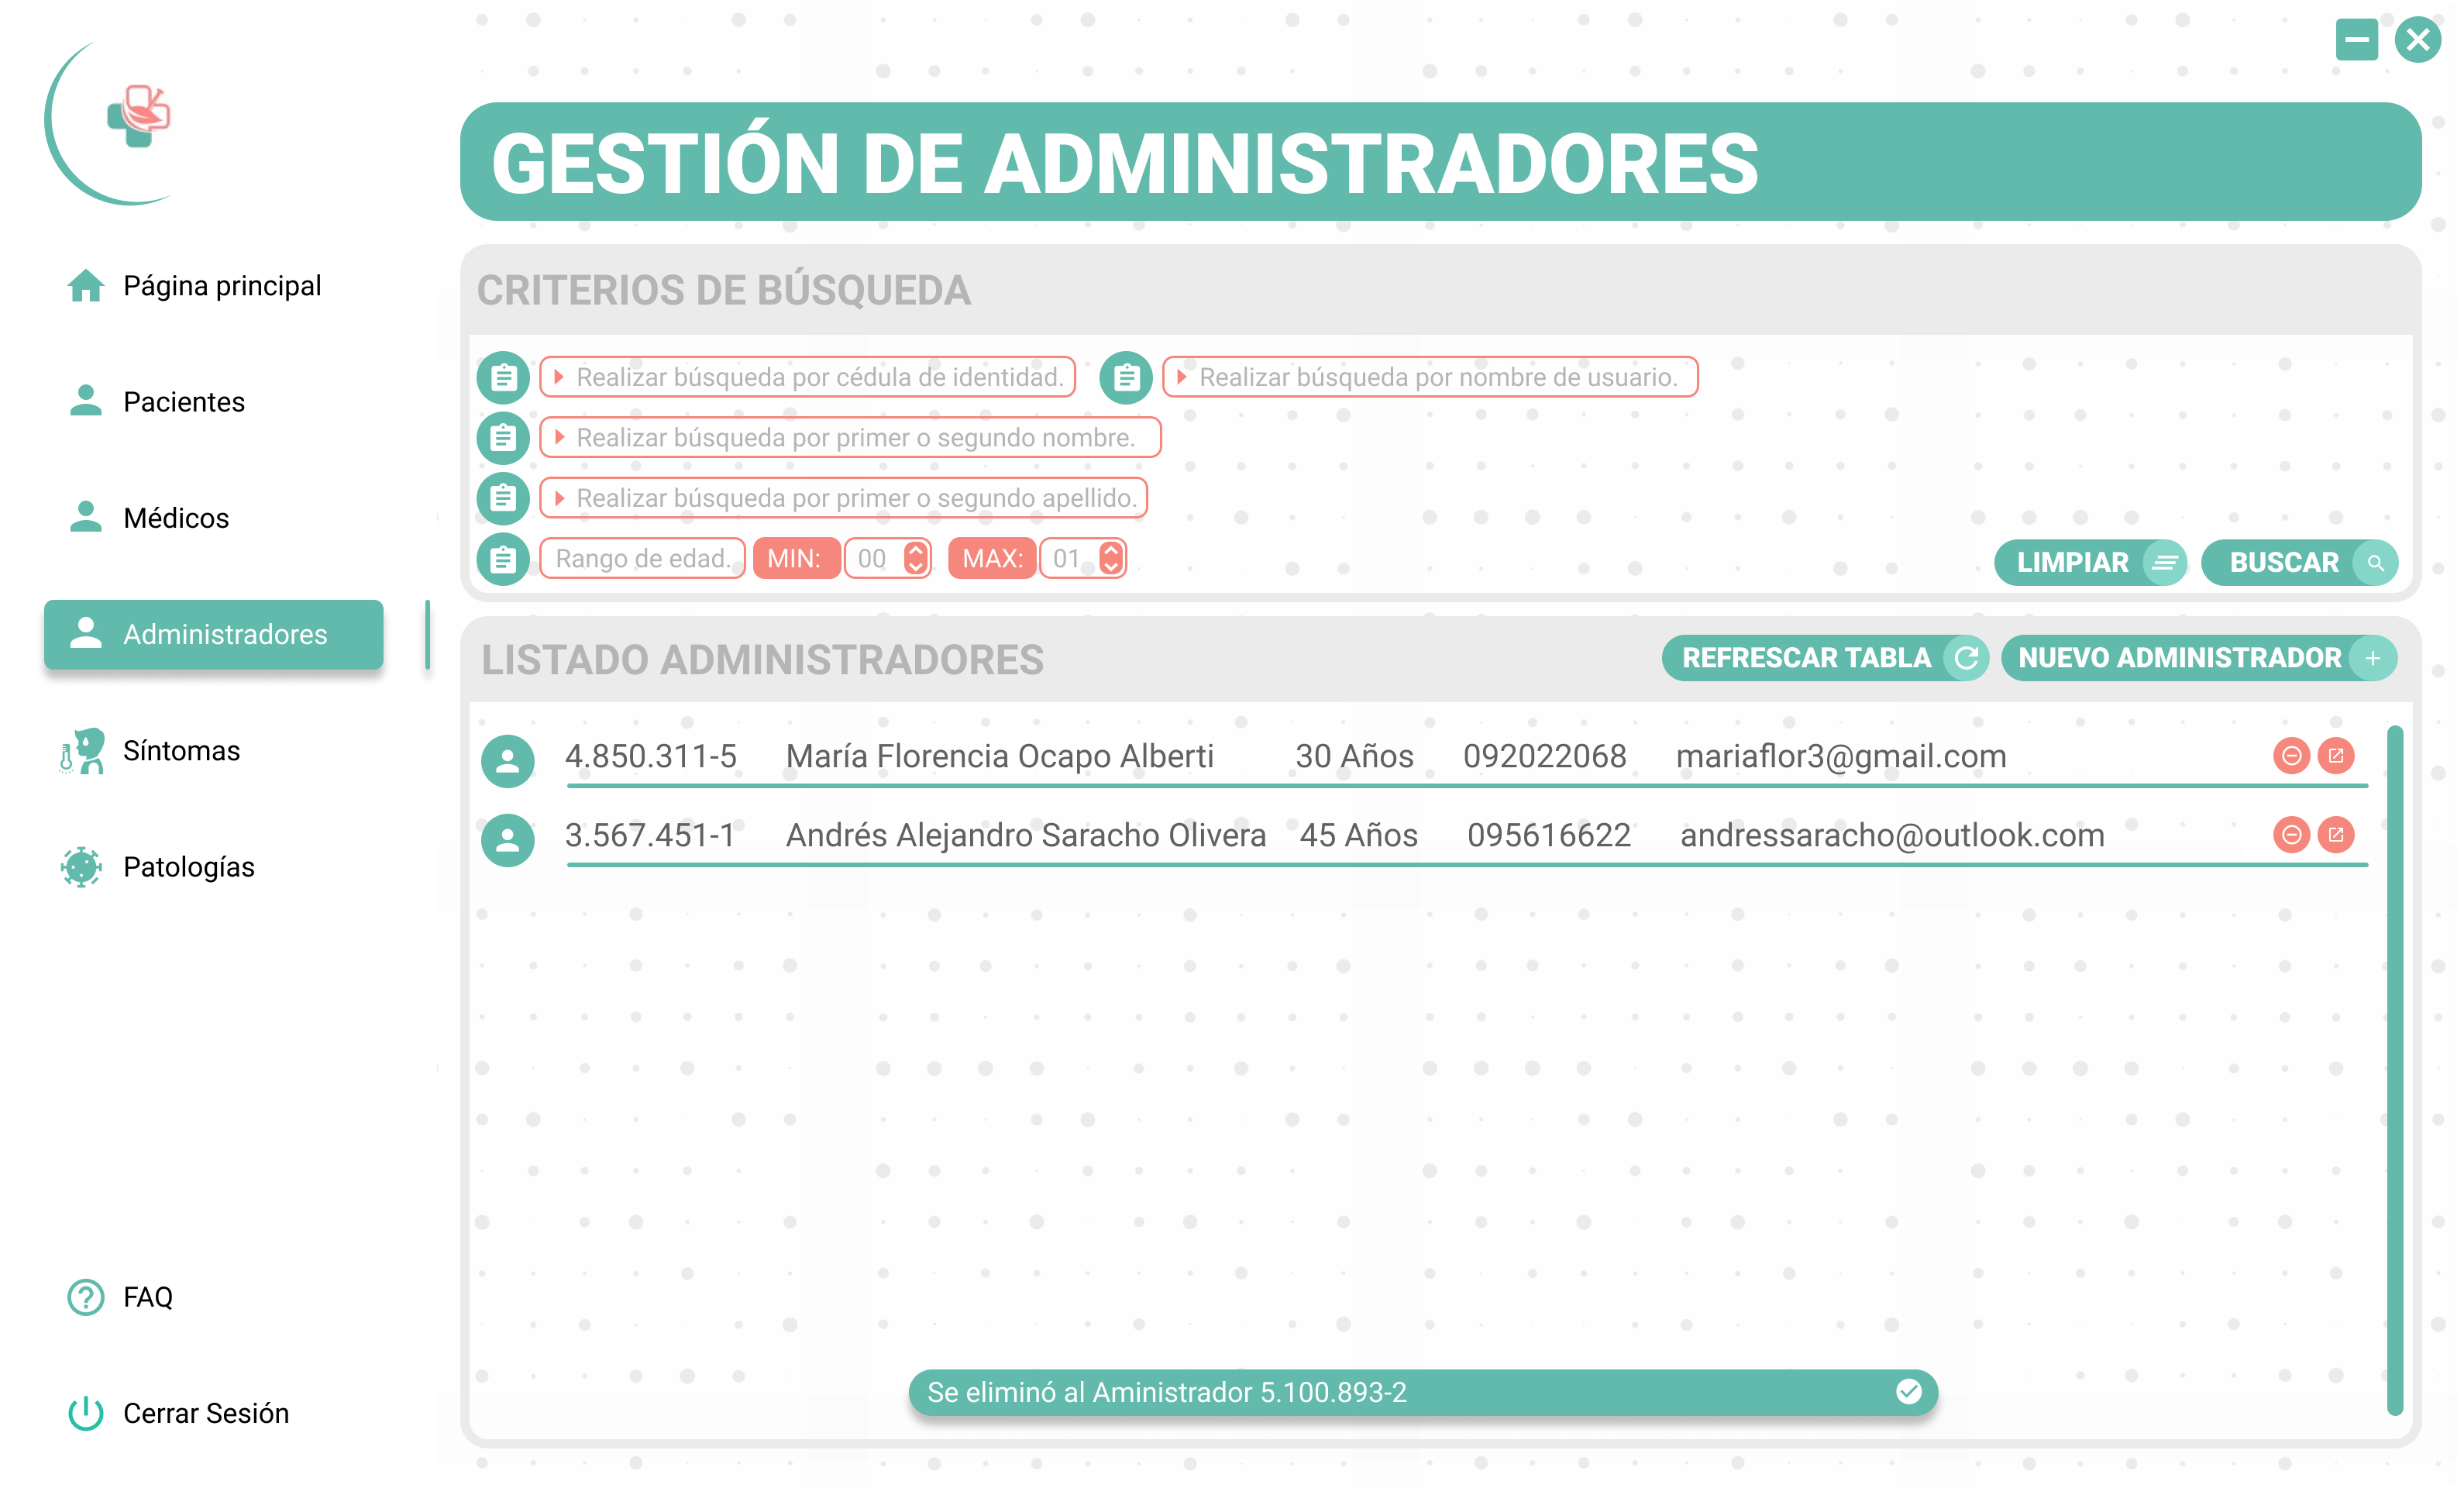 GESTIÓN DE ADMINISTRADORES
CRITERIOS DE BÚSQUEDA
Realizar búsqueda por cédula de identidad.
Realizar búsqueda por nombre de usuario.
Realizar búsqueda por primer o segundo nombre.
Realizar búsqueda por primer o segundo apellido.
Rango de edad. MIN: 00 MAX: 01
LIMPIAR
BUSCAR
Página principal
Pacientes
Médicos
Administradores
Síntomas
Patologías
FAQ
Cerrar Sesión
LISTADO ADMINISTRADORES
REFRESCAR TABLA
NUEVO ADMINISTRADOR
4.850.311-5 María Florencia Ocapo Alberti 30 Años 092022068 mariaflor3@gmail.com
3.567.451-1 Andrés Alejandro Saracho Olivera 45 Años 095616622 andressaracho@outlook.com
Se eliminó al Aministrador 5.100.893-2